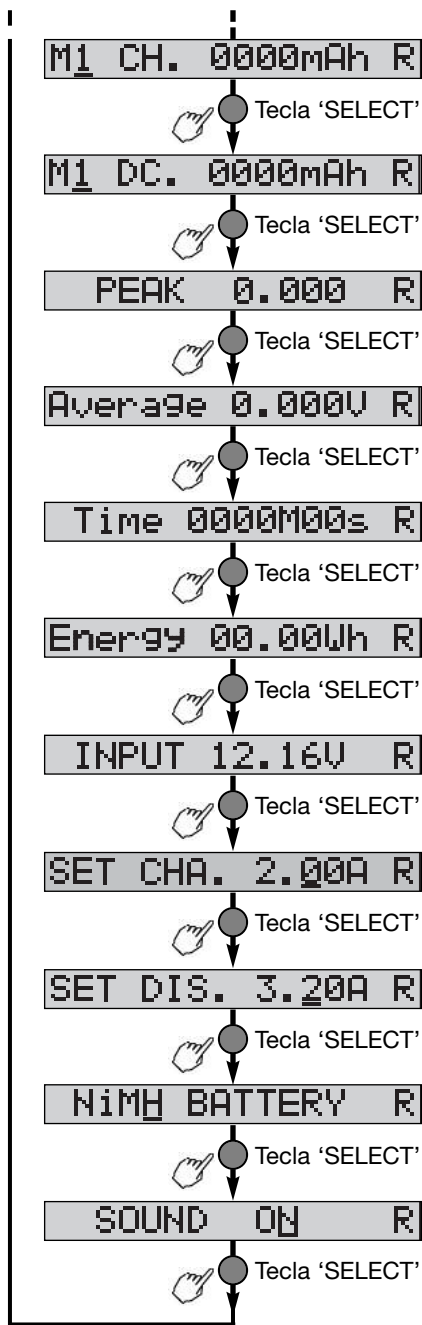 M1 CH. 0000mAh R
Tecla ‘SELECT’
M1 DC. 0000mAh R
Tecla ‘SELECT’
PEAK 0.000 R
Tecla ‘SELECT’
Average 0.000V R
Tecla ‘SELECT’
Time 0000M00s R
Tecla ‘SELECT’
Energy 00.00Wh R
Tecla ‘SELECT’
INPUT 12.16V R
Tecla ‘SELECT’
SET CHA. 2.00A R
Tecla ‘SELECT’
SET DIS. 3.20A R
Tecla ‘SELECT’
NiMH BATTERY R
Tecla ‘SELECT’
SOUND ON R
Tecla ‘SELECT’